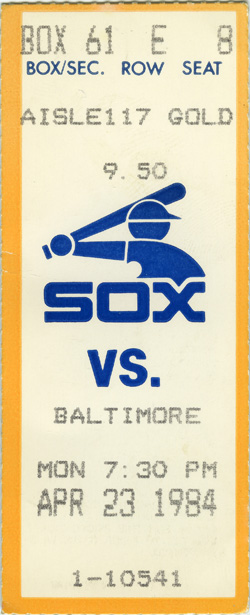 BOX 61 E 8
BOX/SEC. ROW SEAT
AISLE117 GOLD
9.50
SOX
VS.
BALTIMORE
MON 7:30 PM
APR 23 1984
1-10541